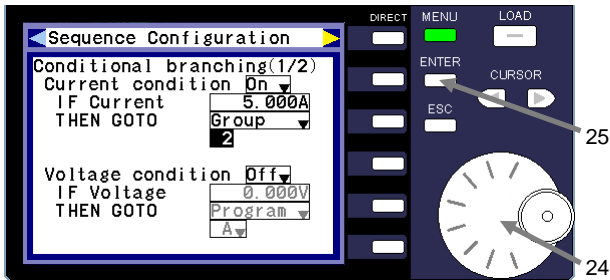 DIRECT MENU LOAD
Sequence Configuration
Conditional branching(1/2)
Current condition On
IF Current 5.000A
THEN GOTO Group
2
Voltage condition Off
IF Voltage 0.000V
THEN GOTO Program
A
ENTER
CURSOR
ESC
25
24